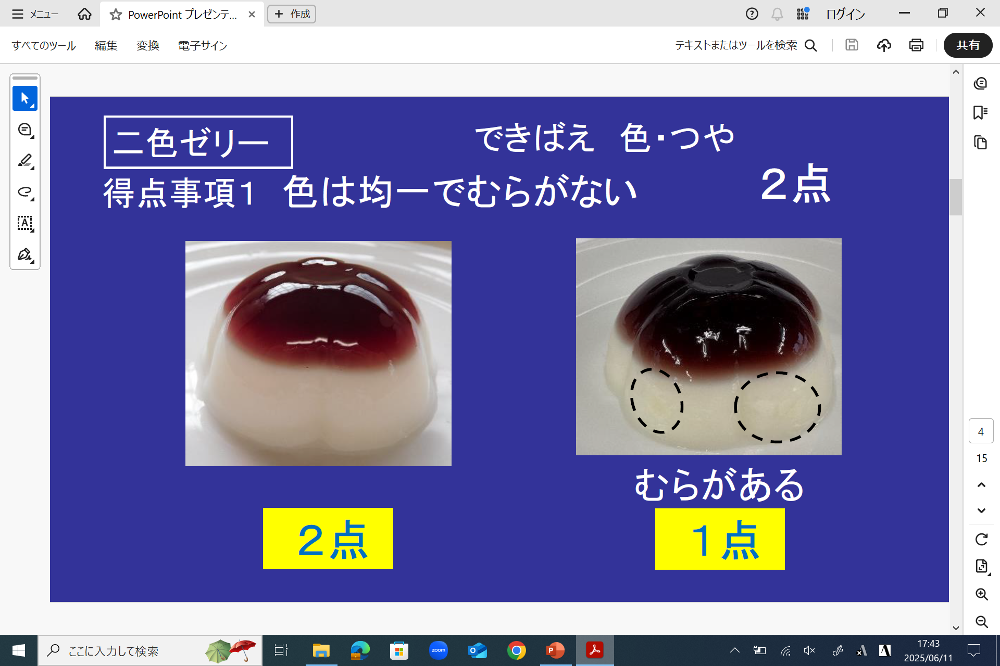 メニュー
PowerPoint プレゼンテ...
作成
ログイン
すべてのツール
編集
変換
電子サイン
テキストまたはツールを検索
共有
二色ゼリー
できばえ 色・つや
得点事項1 色は均一でむらがない
2点
むらがある
2点
1点
4
15
ここに入力して検索
zoom
17:43
2025/06/11